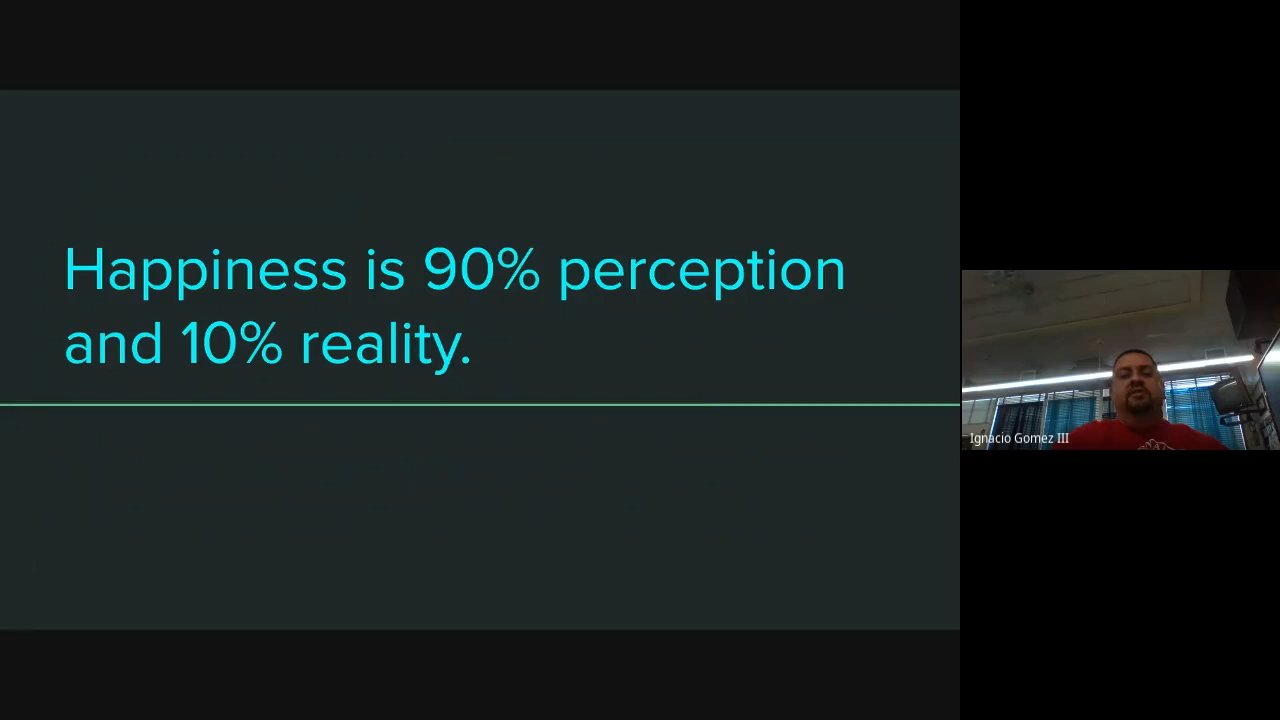 Happiness is 90% perception
and 10% reality.
Ignacio Gomez III